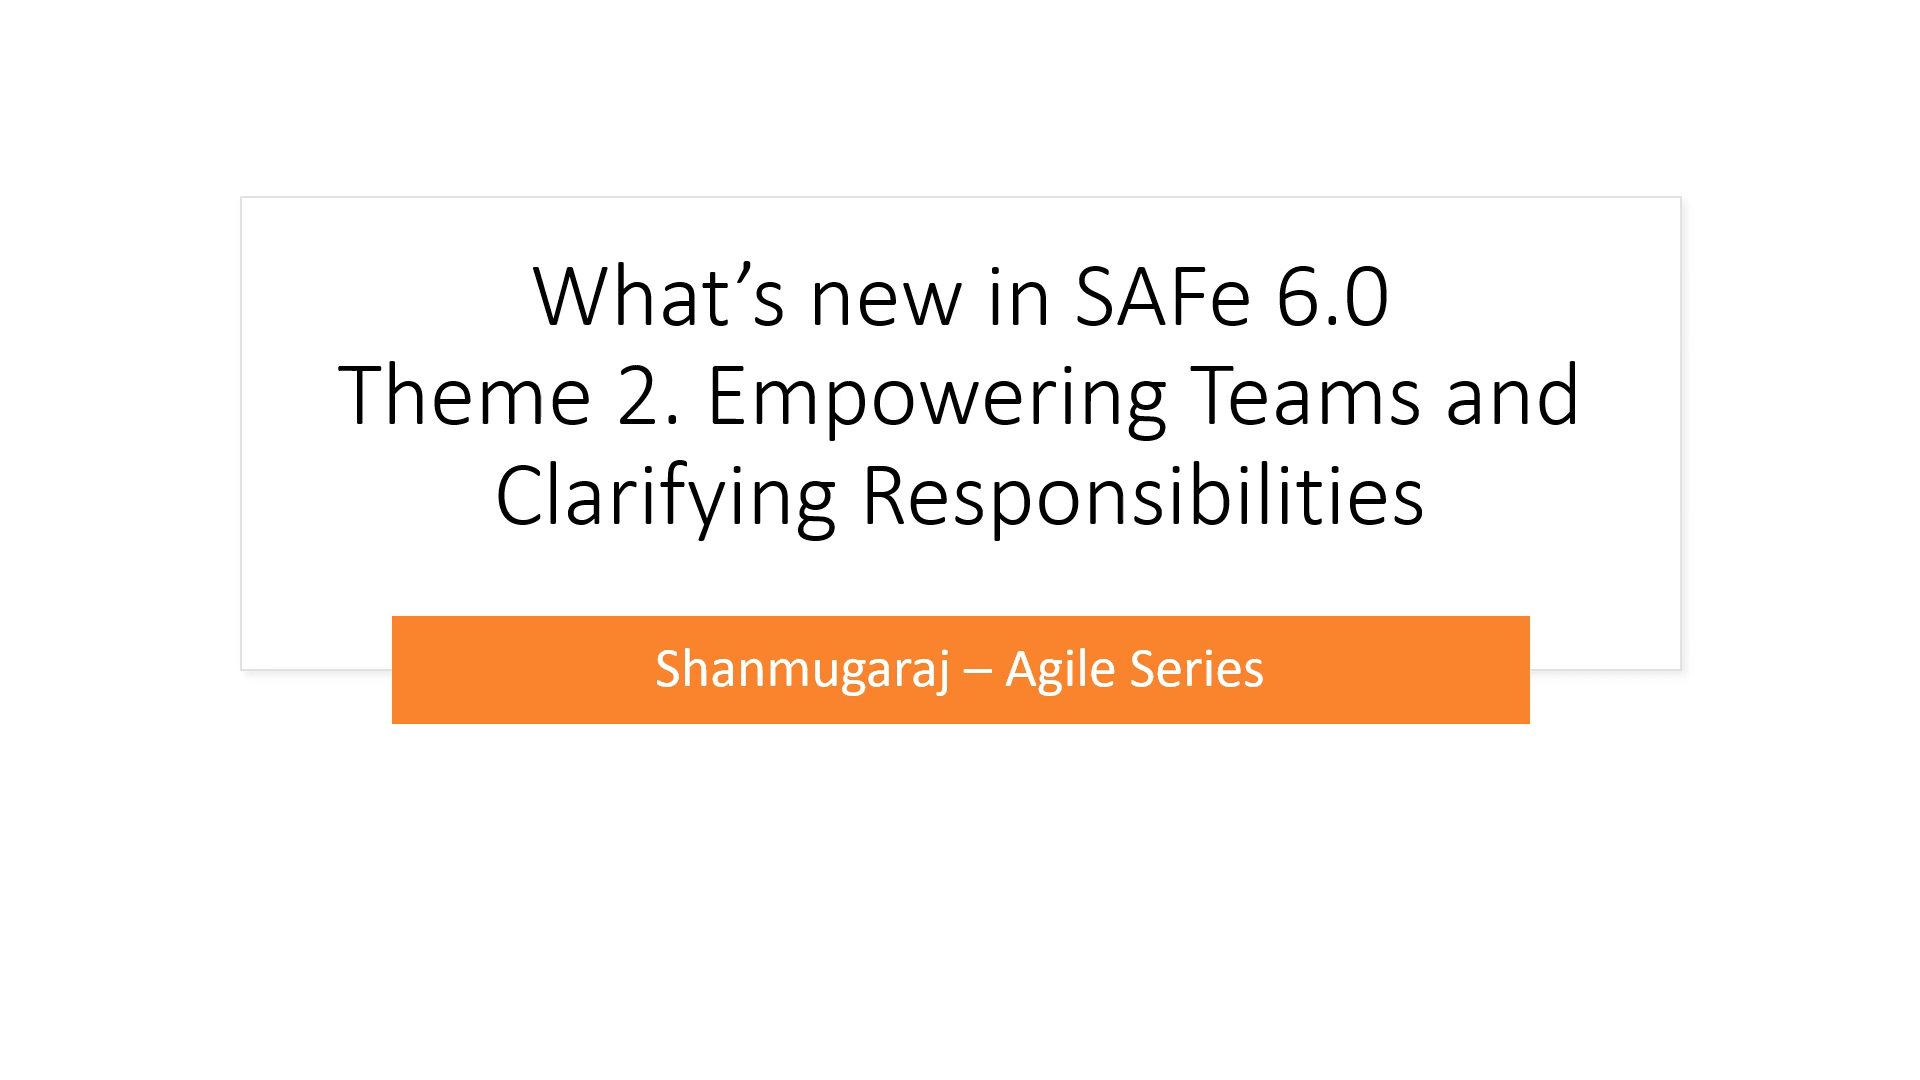 What’s new in SAFe 6.0
Theme 2. Empowering Teams and
Clarifying Responsibilities
Shanmugaraj – Agile Series